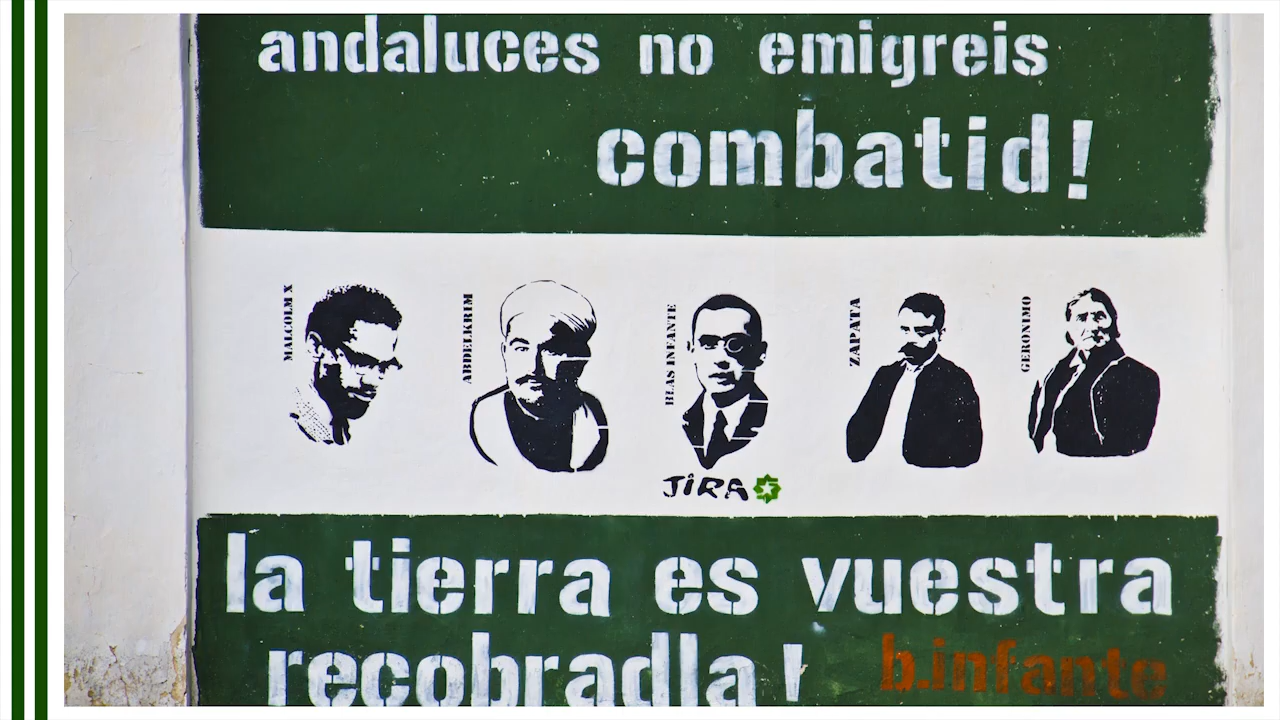 andaluces no emigreis
combatid!
MALCOLM X
ABDELKRIM
BLAS INFANTE
ZAPATA
GERONIMO
JIRA
la tierra es vuestra
recobradla!
b.infante